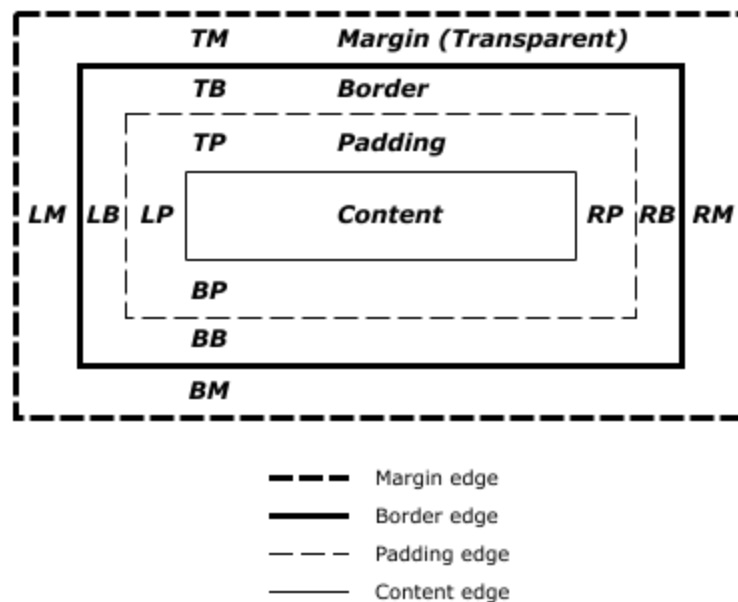 TM Margin (Transparent)
TB Border
TP Padding
LM LB LP Content RP RB RM
BP
BB
BM
Margin edge
Border edge
Padding edge
Content edge